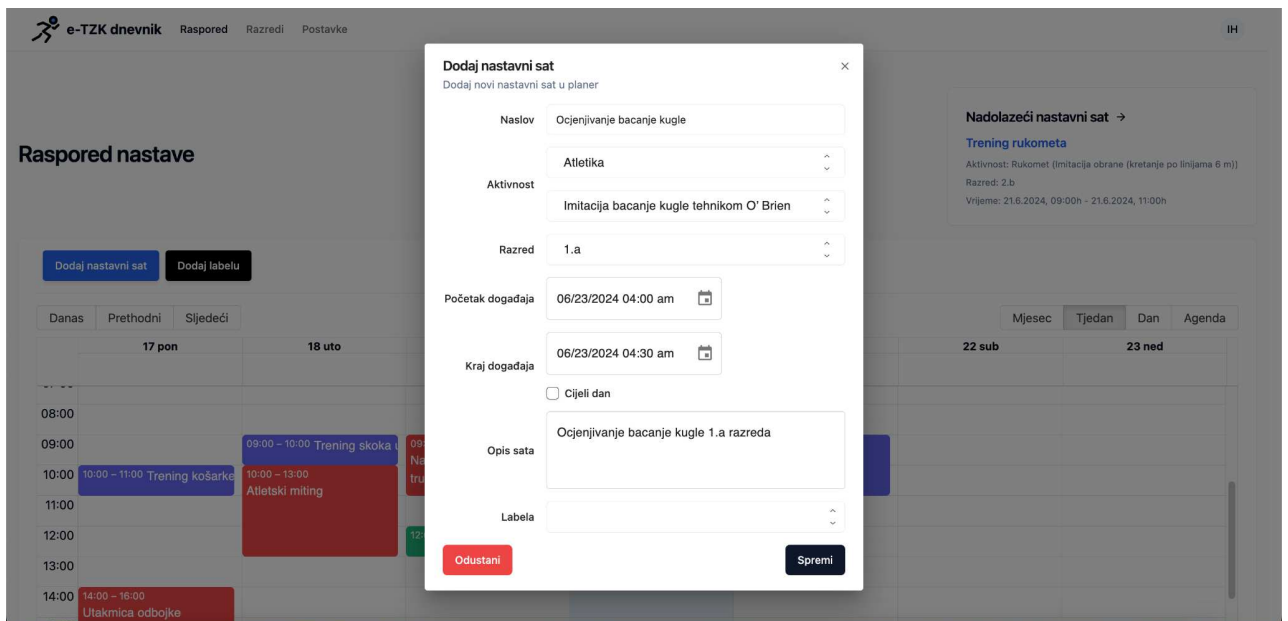 e-TZK dnevnik Raspored Razredi Postavke IH
Raspored nastave
Nadolazeći nastavni sat →
Trening rukometa
Aktivnost: Rukomet (Imitacija obrane (kretanje po linijama 6 m))
Razred: 2.b
Vrijeme: 21.6.2024, 09:00h - 21.6.2024, 11:00h
Dodaj nastavni sat
Dodaj novi nastavni sat u planer
Naslov Ocjenjivanje bacanje kugle
Aktivnost
Atletika
Imitacija bacanje kugle tehnikom O' Brien
Razred 1.a
Početak događaja 06/23/2024 04:00 am
Kraj događaja 06/23/2024 04:30 am
Cijeli dan
Opis sata Ocjenjivanje bacanje kugle 1.a razreda
Labela
Odustani Spremi
Dodaj nastavni sat Dodaj labelu
Danas Prethodni Sljedeći
Mjesec Tjedan Dan Agenda
17 pon 18 uto 22 sub 23 ned
08:00
09:00
09:00 – 10:00 Trening skoka
10:00
10:00 – 11:00 Trening košarke
10:00 – 13:00
Atletski miting
11:00
12:00
13:00
14:00
14:00 – 16:00
Utakmica odbojke